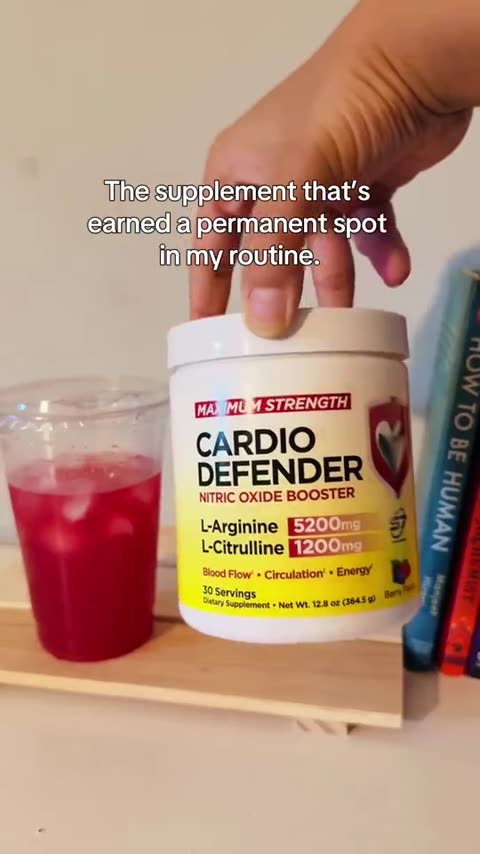 The supplement that's
earned a permanent spot
in my routine.
MAXIMUM STRENGTH
CARDIO
DEFENDER
NITRIC OXIDE BOOSTER
L-Arginine 5200mg
L-Citrulline 1200mg
Blood Flow • Circulation • Energy
30 Servings
Dietary Supplement • Net Wt. 12.8 oz (364.5 g)
Berry
HOW TO BE HUMAN